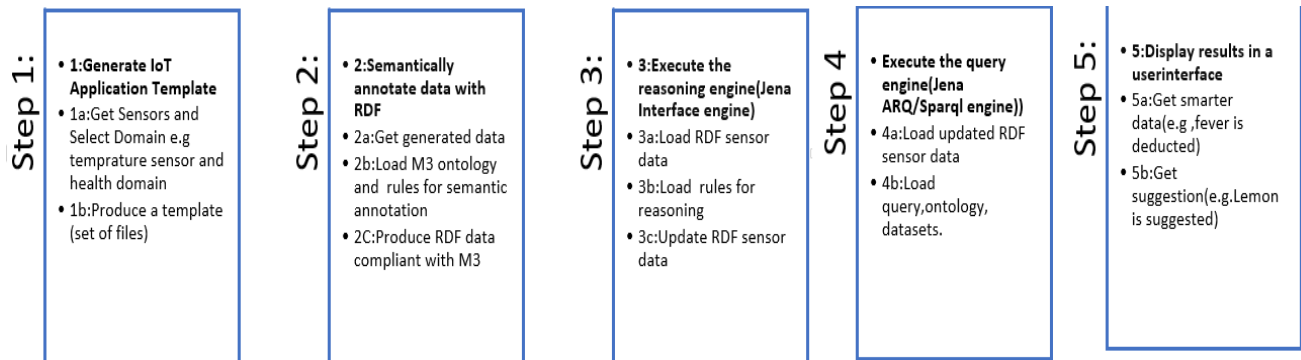 Step 1:
• 1:Generate IoT
Application Template
• 1a:Get Sensors and
Select Domain e.g
temprature sensor and
health domain
• 1b:Produce a template
(set of files)
Step 2:
• 2:Semantically
annotate data with
RDF
• 2a:Get generated data
• 2b:Load M3 ontology
and rules for semantic
annotation
• 2C:Produce RDF data
compliant with M3
Step 3:
• 3:Execute the
reasoning engine(Jena
Interface engine)
• 3a:Load RDF sensor
data
• 3b:Load rules for
reasoning
• 3c:Update RDF sensor
data
Step 4
• Execute the query
engine(Jena
ARQ/Sparql engine))
• 4a:Load updated RDF
sensor data
• 4b:Load
query,ontology,
datasets.
Step 5:
• 5:Display results in a
userinterface
• 5a:Get smarter
data(e.g ,fever is
deducted)
• 5b:Get
suggestion(e.g.Lemon
is suggested)